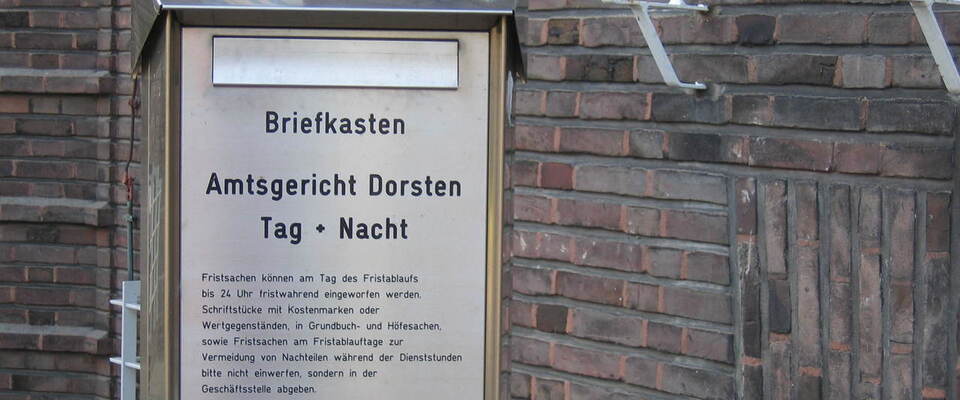 Briefkasten
Amtsgericht Dorsten
Tag + Nacht
Fristsachen können am Tag des Fristablaufs
bis 24 Uhr fristwahrend eingeworfen werden.
Schriftstücke mit Kostenmarken oder
Wertgegenständen, in Grundbuch- und Höfesachen,
sowie Fristsachen am Fristablauftage zur
Vermeidung von Nachteilen während der Dienststunden
bitte nicht einwerfen, sondern in der
Geschäftsstelle abgeben.